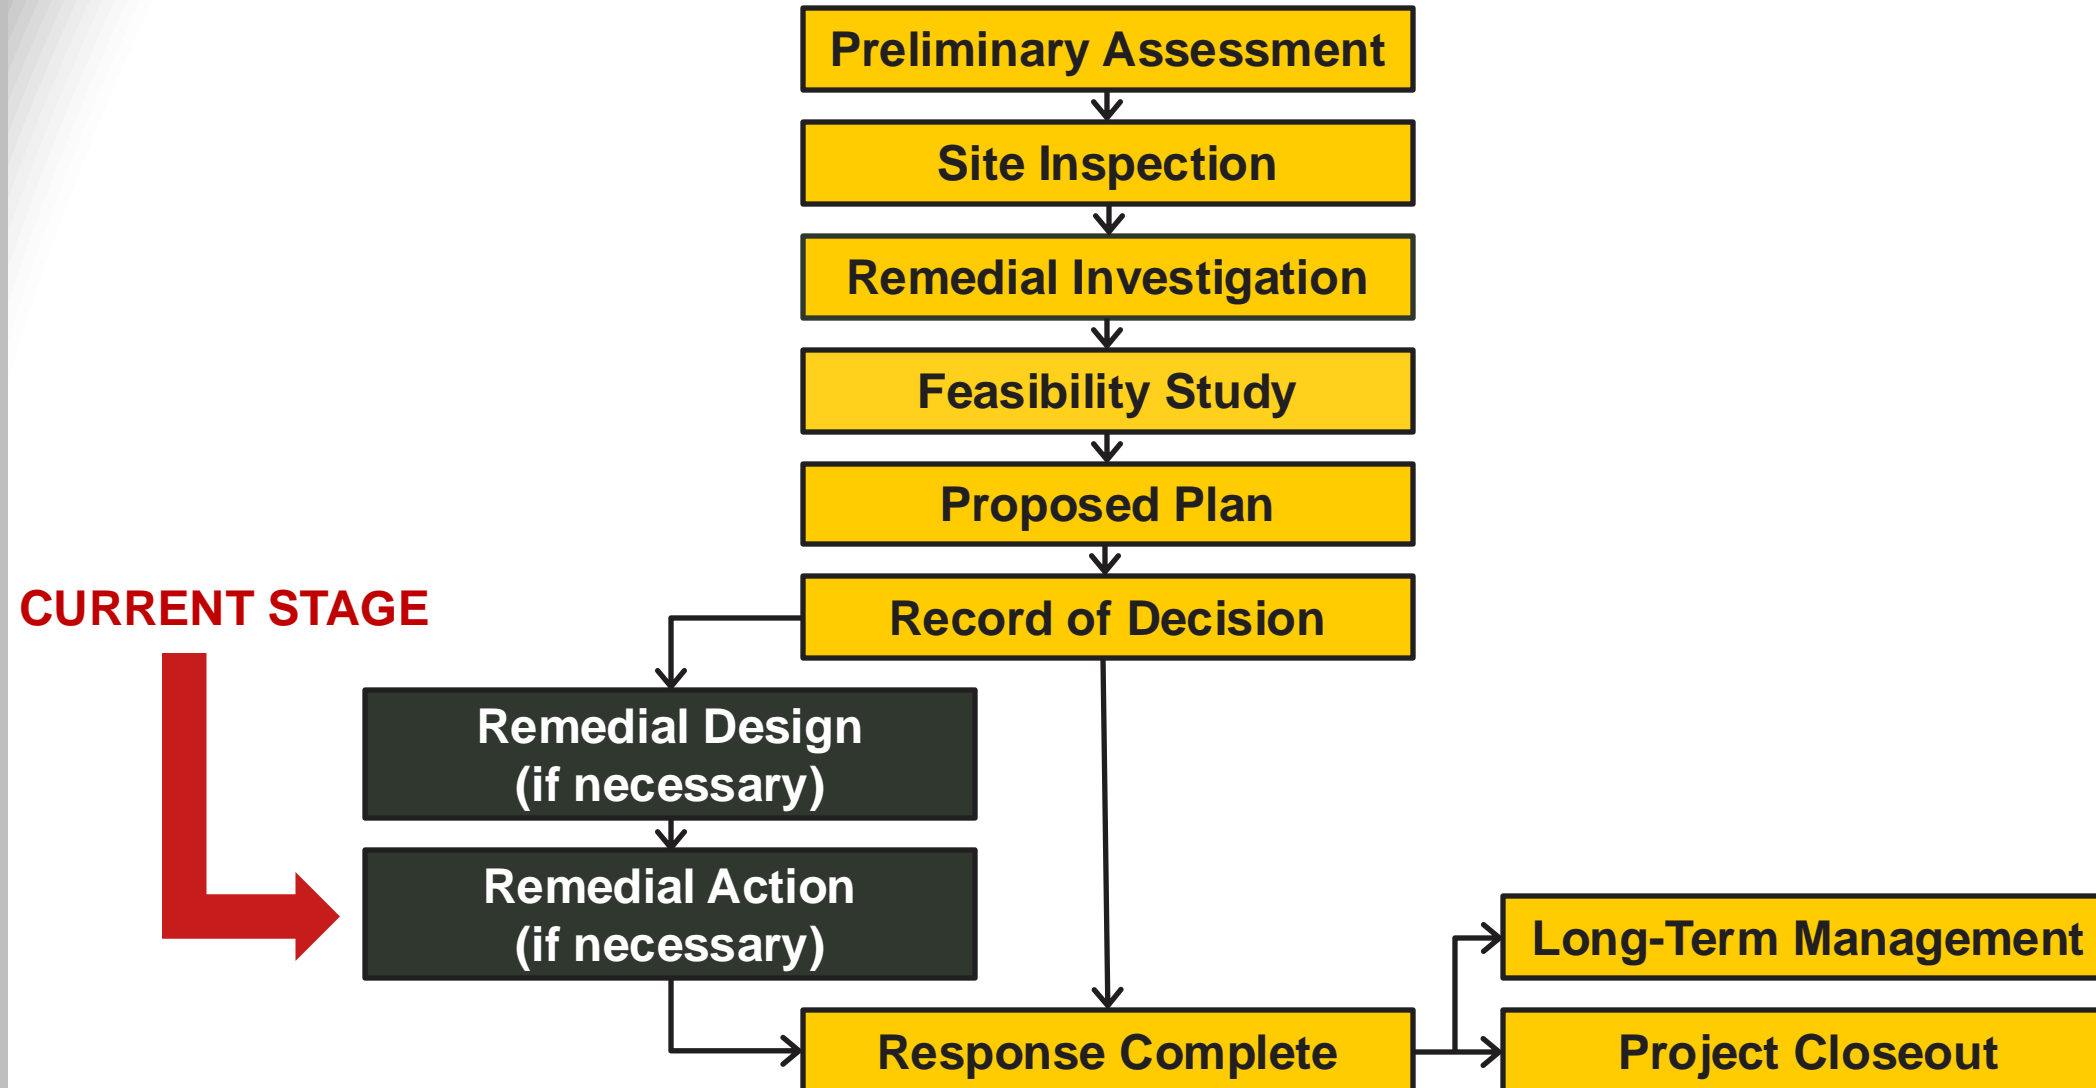 Preliminary Assessment
Site Inspection
Remedial Investigation
Feasibility Study
Proposed Plan
CURRENT STAGE
Record of Decision
Remedial Design
(if necessary)
Remedial Action
(if necessary)
Long-Term Management
Response Complete
Project Closeout